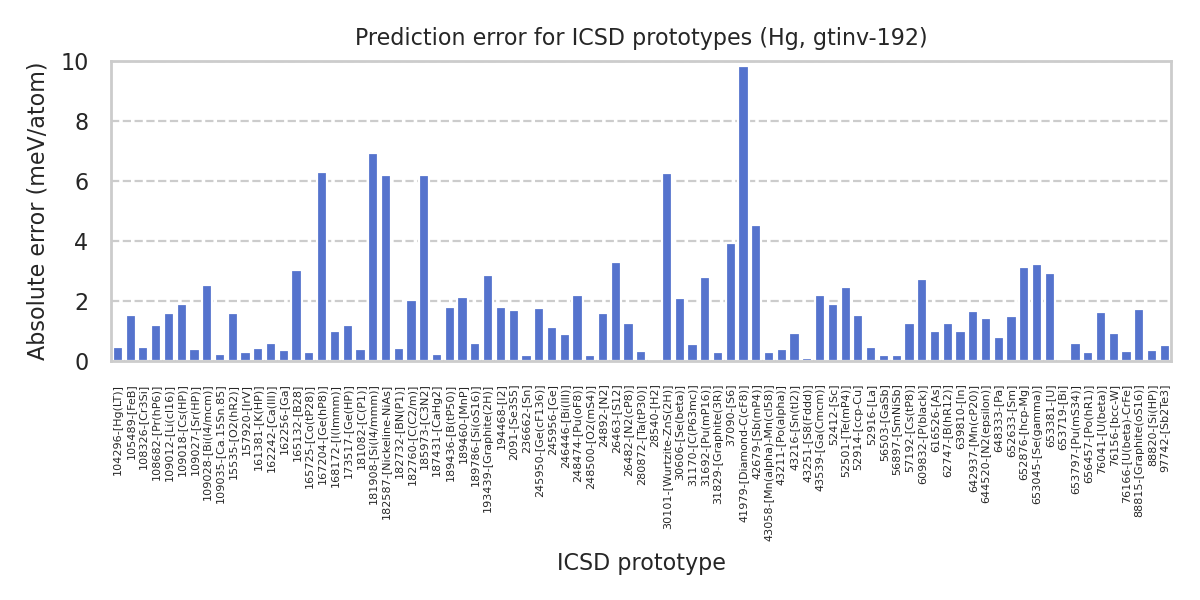 Prediction error for ICSD prototypes (Hg, gtinv-192)
Absolute error (meV/atom)
10
8
6
4
2
0
104296-[Hg(LT)]
105489-[FeB]
108326-[Cr3Si]
108682-[Pr(hP6)]
109012-[Li(cI16)]
109018-[Cs(HP)]
109027-[Sr(HP)]
109028-[Bi(I4/mcm)]
109035-[Ca.15Sn.85]
15535-[O2(hR2)]
157920-[IrV]
161381-[K(HP)]
162242-[Ca(III)]
162256-[Ga]
165132-[B28]
165725-[Co(tP28)]
167204-[Ge(hP8)]
168172-[I(Immm)]
173517-[Ge(HP)]
181082-[C(P1)]
181908-[Si(I4/mmm)]
182587-[Nickeline-NiAs]
182732-[BN(P1)]
182760-[C(C2/m)]
185973-[C3N2]
187431-[CaHg2]
189436-[B(tP50)]
189460-[MnP]
189786-[Si(oS16)]
193439-[Graphite(2H)]
194468-[I2]
2091-[Se3S5]
236662-[Sn]
245950-[Ge(cF136)]
245956-[Ge]
246446-[Bi(III)]
248474-[Pu(oF8)]
248500-[O2(mS4)]
24892-[N2]
26463-[S12]
26482-[N2(cP8)]
280872-[Ta(tP30)]
28540-[H2]
30101-[Wurtzite-ZnS(2H)]
30606-[Se(beta)]
31170-[C(P63mc)]
31692-[Pu(mP16)]
31829-[Graphite(3R)]
37090-[S6]
41979-[Diamond-C(cF8)]
42679-[Sb(mP4)]
43058-[Mn(alpha)-Mn(cI58)]
43211-[Po(alpha)]
43216-[Sn(tI2)]
43251-[S8(Fddd)]
43539-[Ga(Cmcm)]
52412-[Sc]
52501-[Te(mP4)]
52914-[ccp-Cu]
52916-[La]
56503-[GaSb]
56897-[SmNiSb]
57192-[Cs(tP8)]
609832-[P(black)]
616526-[As]
62747-[B(hR12)]
639810-[In]
642937-[Mn(cP20)]
644520-[N2(epsilon)]
648333-[Pa]
652633-[Sm]
652876-[hcp-Mg]
653045-[Se(gamma)]
653381-[U]
653719-[Bi]
653797-[Pu(mS34)]
656457-[Po(hR1)]
76041-[U(beta)]
76156-[bcc-W]
76166-[U(beta)-CrFe]
88815-[Graphite(oS16)]
88820-[Si(HP)]
97742-[Sb2Te3]
ICSD prototype